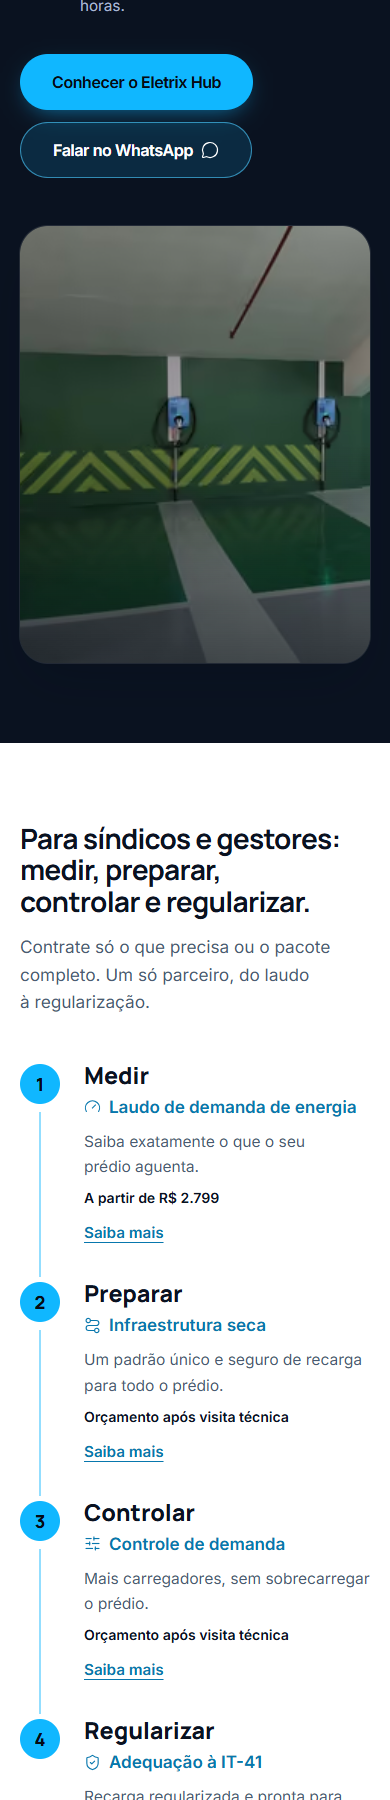 horas.
Conhecer o Eletrix Hub
Falar no WhatsApp
Para síndicos e gestores:
medir, preparar,
controlar e regularizar.
Contrate só o que precisa ou o pacote
completo. Um só parceiro, do laudo
à regularização.
1
Medir
Laudo de demanda de energia
Saiba exatamente o que o seu
prédio aguenta.
A partir de R$ 2.799
Saiba mais
2
Preparar
Infraestrutura seca
Um padrão único e seguro de recarga
para todo o prédio.
Orçamento após visita técnica
Saiba mais
3
Controlar
Controle de demanda
Mais carregadores, sem sobrecarregar
o prédio.
Orçamento após visita técnica
Saiba mais
4
Regularizar
Adequação à IT-41
Recarga regularizada e pronta para